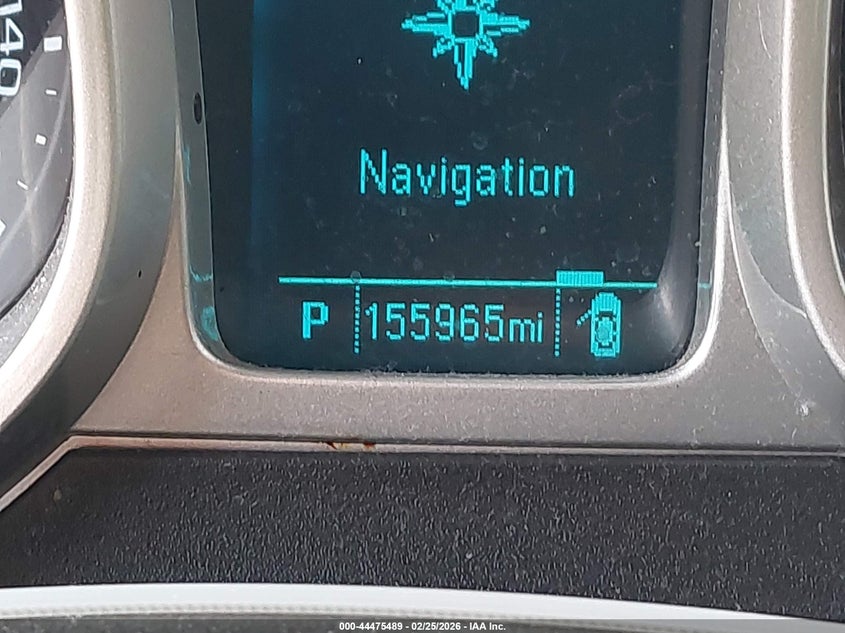 140
Navigation
P 155965mi
000-44475489 - 02/25/2026 - IAA Inc.